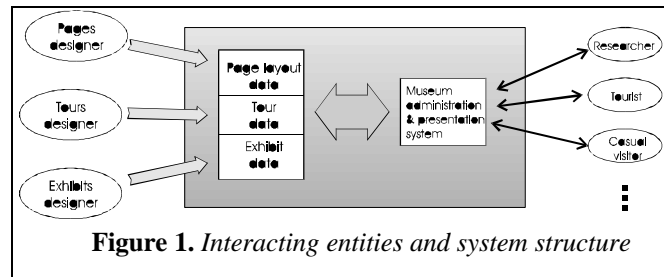 Pages
designer
Tours
designer
Exhibits
designer
Page layout
data
Tour
data
Exhibit
data
Museum
administration
& presentation
system
Researcher
Tourist
Casual
visitor
Figure 1. Interacting entities and system structure